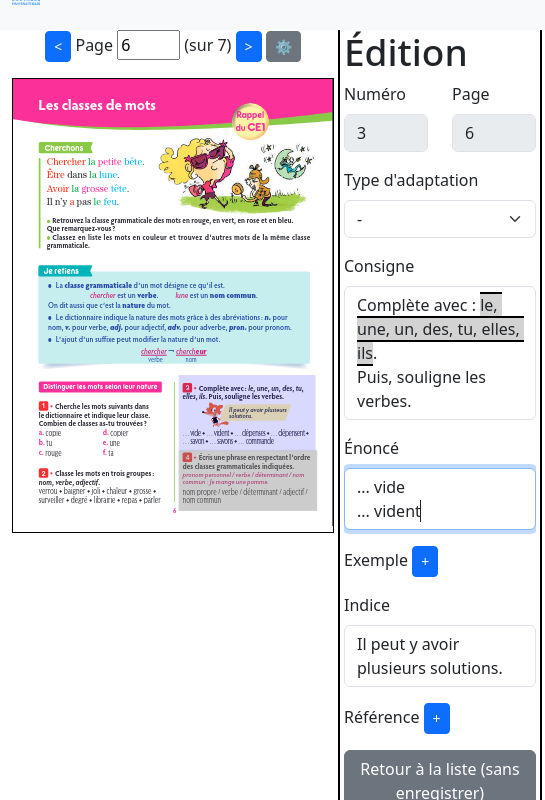 < Page 6 (sur 7) > ⚙️
Les classes de mots
Rappel
du CE1
Cherchons
Chercher la petite bête.
Être dans la lune.
Avoir la grosse tête.
Il n'y a pas le feu.
• Retrouvez la classe grammaticale des mots en rouge, en vert, en rose et en bleu.
Que remarquez-vous ?
• Classez en liste les mots en couleur et trouvez d'autres mots de la même classe
grammaticale.
Je retiens
• La classe grammaticale d'un mot désigne ce qu'il est.
chercher est un verbe. lune est un nom commun.
On dit aussi que c'est la nature du mot.
• Le dictionnaire indique la nature des mots grâce à des abréviations : n. pour
nom, v. pour verbe, adj. pour adjectif, adv. pour adverbe, pron. pour pronom.
• L'ajout d'un suffixe peut modifier la nature d'un mot.
chercher → chercheur
verbe nom
Distinguer les mots selon leur nature
1 • Cherche les mots suivants dans
le dictionnaire et indique leur classe.
Combien de classes as-tu trouvées ?
a. copie d. copier
b. tu e. une
c. rouge f. ta
2 • Classe les mots en trois groupes :
nom, verbe, adjectif.
verrou • baigner • joli • chaleur • grosse •
surveiller • degré • librairie • repas • parler
3 • Complète avec : le, une, un, des, tu,
elles, ils. Puis, souligne les verbes.
Il peut y avoir plusieurs
solutions.
... vide • ... vident • ... dépenses • ... dépensent •
... savon • ... savons • ... commande
4 • Écris une phrase en respectant l'ordre
des classes grammaticales indiquées.
pronom personnel / verbe / déterminant / nom
commun : Je mange une pomme.
nom propre / verbe / déterminant / adjectif /
nom commun
6
Édition
Numéro Page
3 6
Type d'adaptation
-
Consigne
Complète avec : le,
une, un, des, tu, elles,
ils.
Puis, souligne les
verbes.
Énoncé
... vide
... vident
Exemple +
Indice
Il peut y avoir
plusieurs solutions.
Référence +
Retour à la liste (sans
enregistrer)